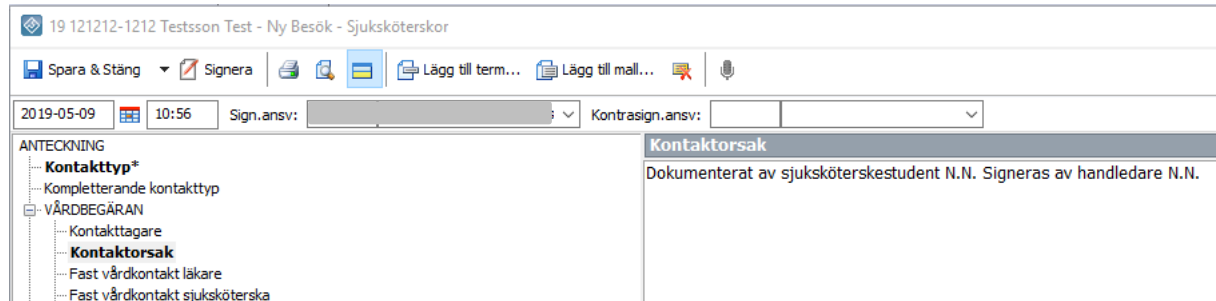 19 121212-1212 Testsson Test - Ny Besök - Sjuksköterskor
Spara & Stäng Signera Lägg till term... Lägg till mall...
2019-05-09 10:56 Sign.ansv: Kontrasign.ansv:
ANTECKNING
Kontakttyp*
Kompletterande kontakttyp
VÅRDBEGÄRAN
Kontakttagare
Kontaktorsak
Fast vårdkontakt läkare
Fast vårdkontakt sjuksköterska
Kontaktorsak
Dokumenterat av sjuksköterskestudent N.N. Signeras av handledare N.N.